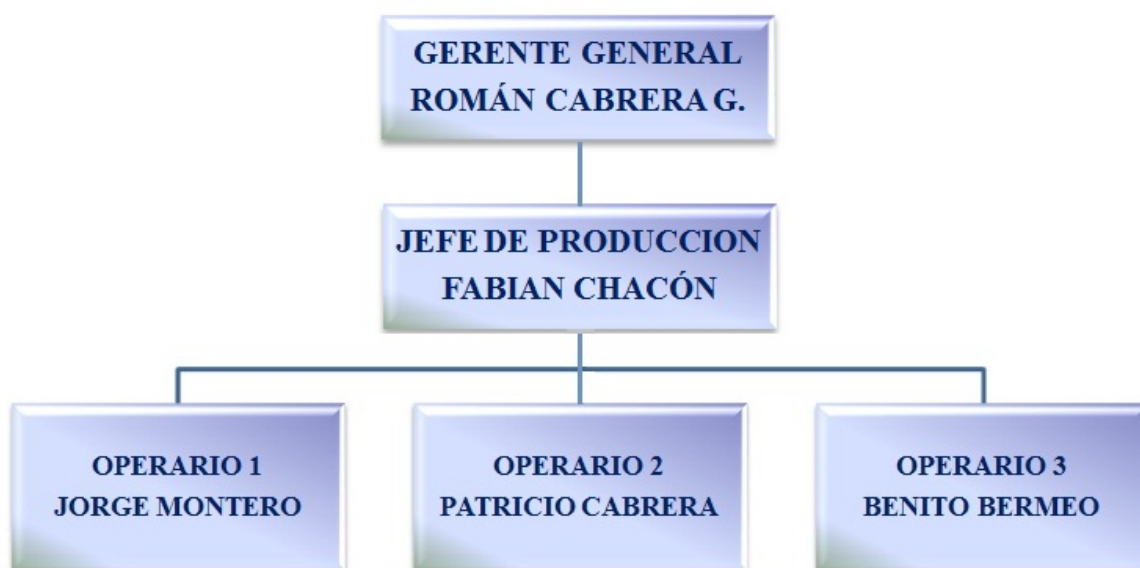 GERENTE GENERAL
ROMÁN CABRERA G.
JEFE DE PRODUCCION
FABIAN CHACÓN
OPERARIO 1
JORGE MONTERO
OPERARIO 2
PATRICIO CABRERA
OPERARIO 3
BENITO BERMEO